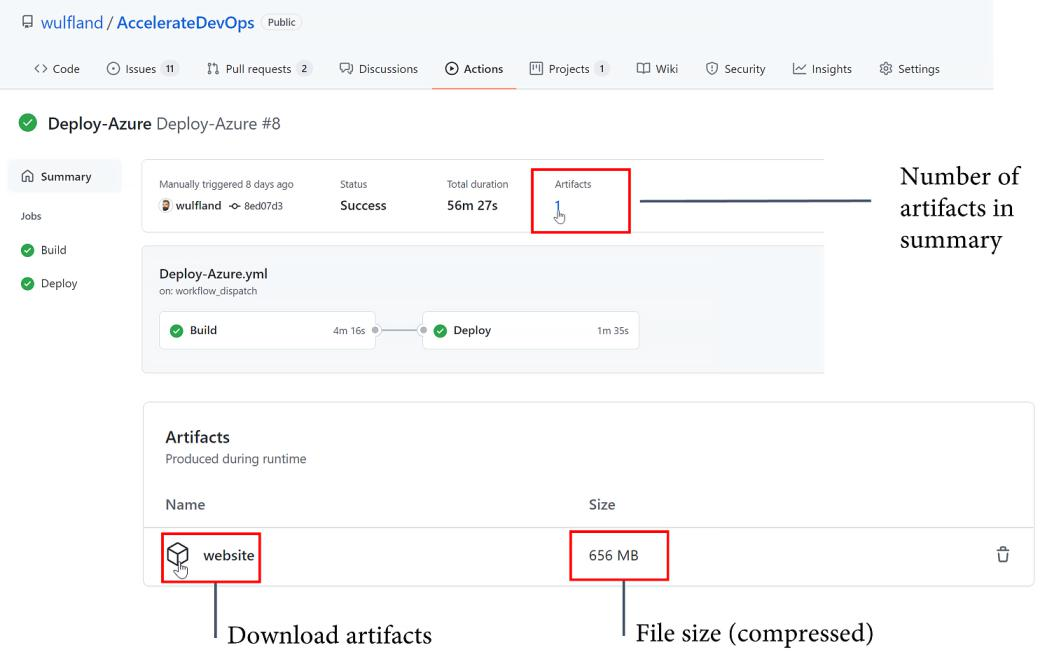 wulfland / AccelerateDevOps Public
Code Issues 11 Pull requests 2 Discussions Actions Projects 1 Wiki Security Insights Settings
Deploy-Azure Deploy-Azure #8
Summary
Jobs
Build
Deploy
Manually triggered 8 days ago Status Total duration Artifacts
wulfland 8ed07d3 Success 56m 27s 1
Number of
artifacts in
summary
Deploy-Azure.yml
on: workflow_dispatch
Build 4m 16s Deploy 1m 35s
Artifacts
Produced during runtime
Name Size
website 656 MB
Download artifacts File size (compressed)